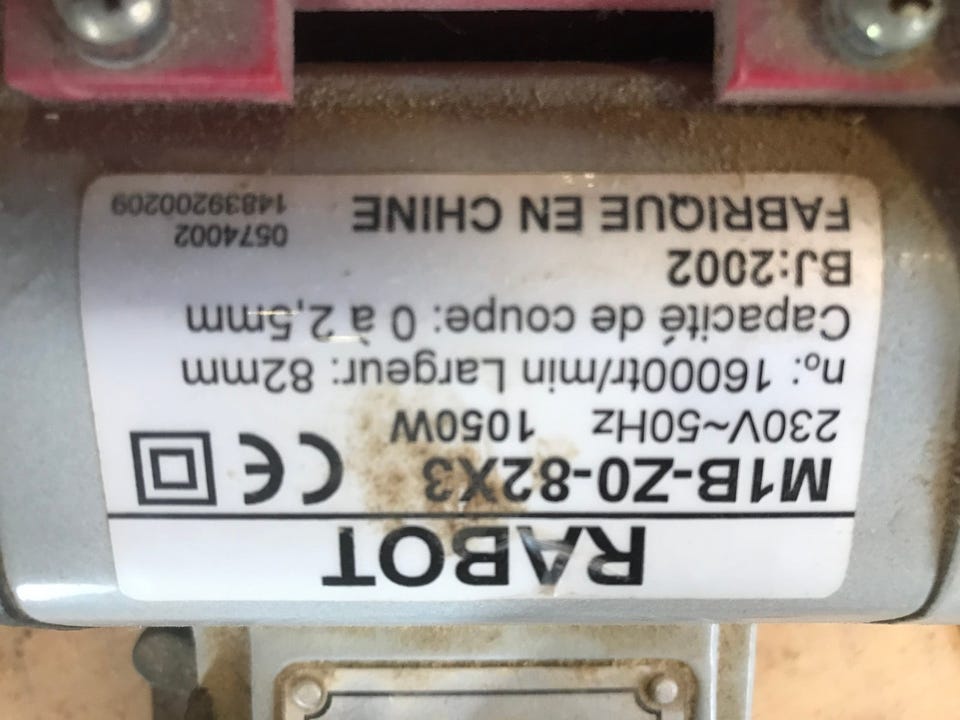 RABOT
M1B-Z0-82X3
230V~50Hz 1050W
CE
n₀: 16000tr/min Largeur: 82mm
Capacité de coupe: 0 à 2,5mm
BJ:2002 0574002
FABRIQUE EN CHINE 14839200209